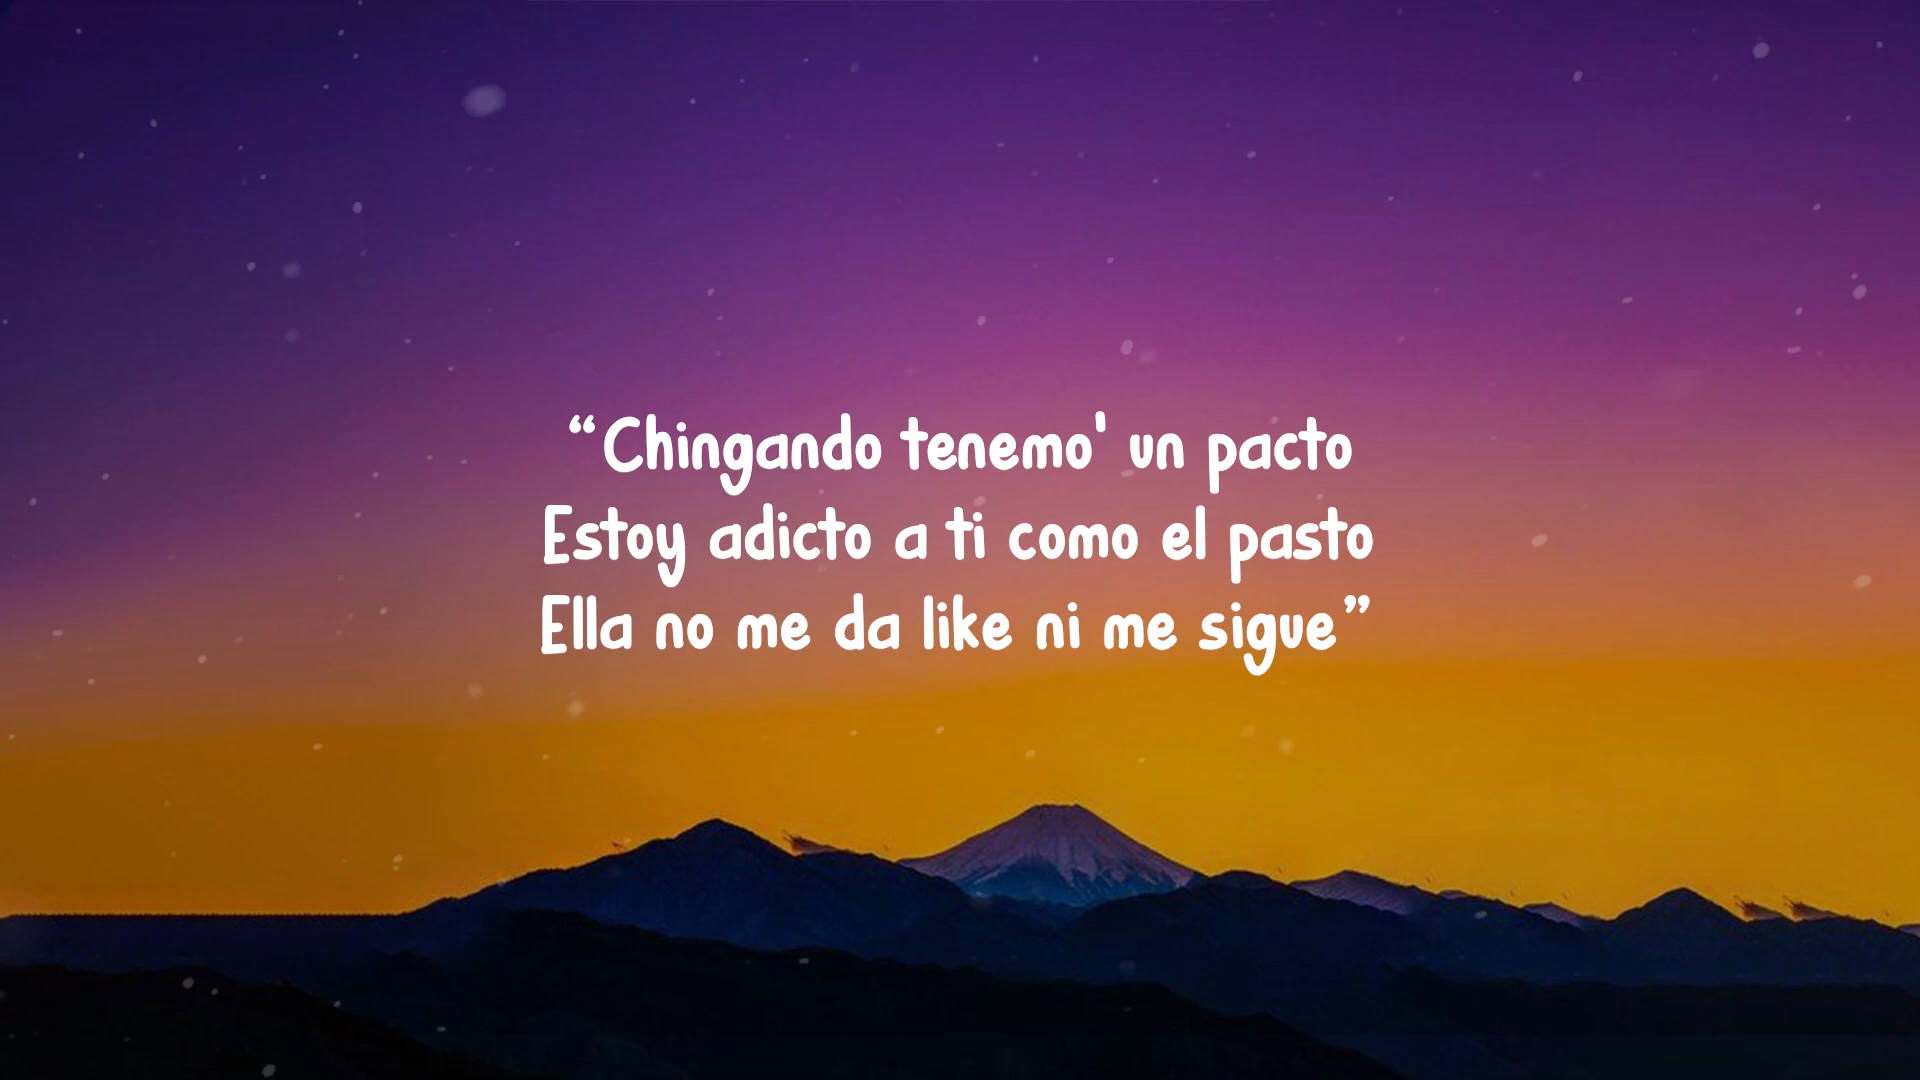 “Chingando tenemo' un pacto
Estoy adicto a ti como el pasto
Ella no me da like ni me sigue”